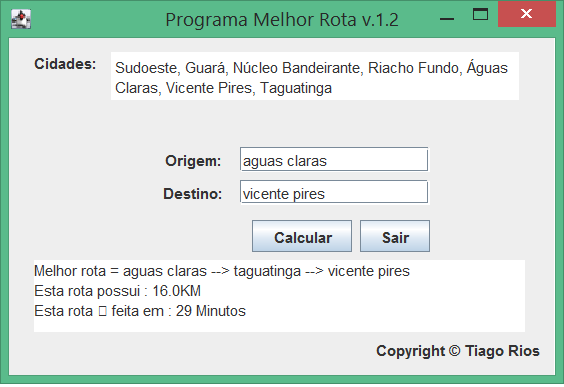 Programa Melhor Rota v.1.2
Cidades:
Sudoeste, Guará, Núcleo Bandeirante, Riacho Fundo, Águas
Claras, Vicente Pires, Taguatinga
Origem:
aguas claras
Destino:
vicente pires
Calcular
Sair
Melhor rota = aguas claras --> taguatinga --> vicente pires
Esta rota possui : 16.0KM
Esta rota ▯ feita em : 29 Minutos
Copyright © Tiago Rios